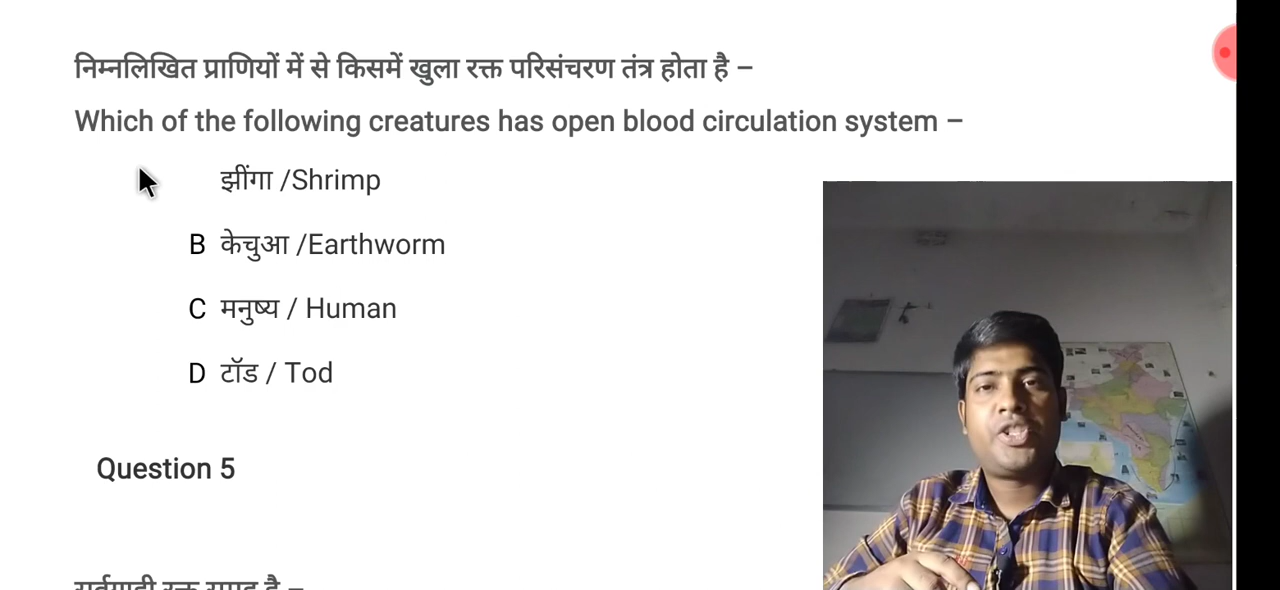 निम्नलिखित प्राणियों में से किसमें खुला रक्त परिसंचरण तंत्र होता है –
Which of the following creatures has open blood circulation system –
झींगा /Shrimp
B केचुआ /Earthworm
C मनुष्य / Human
D टॉड / Tod
Question 5